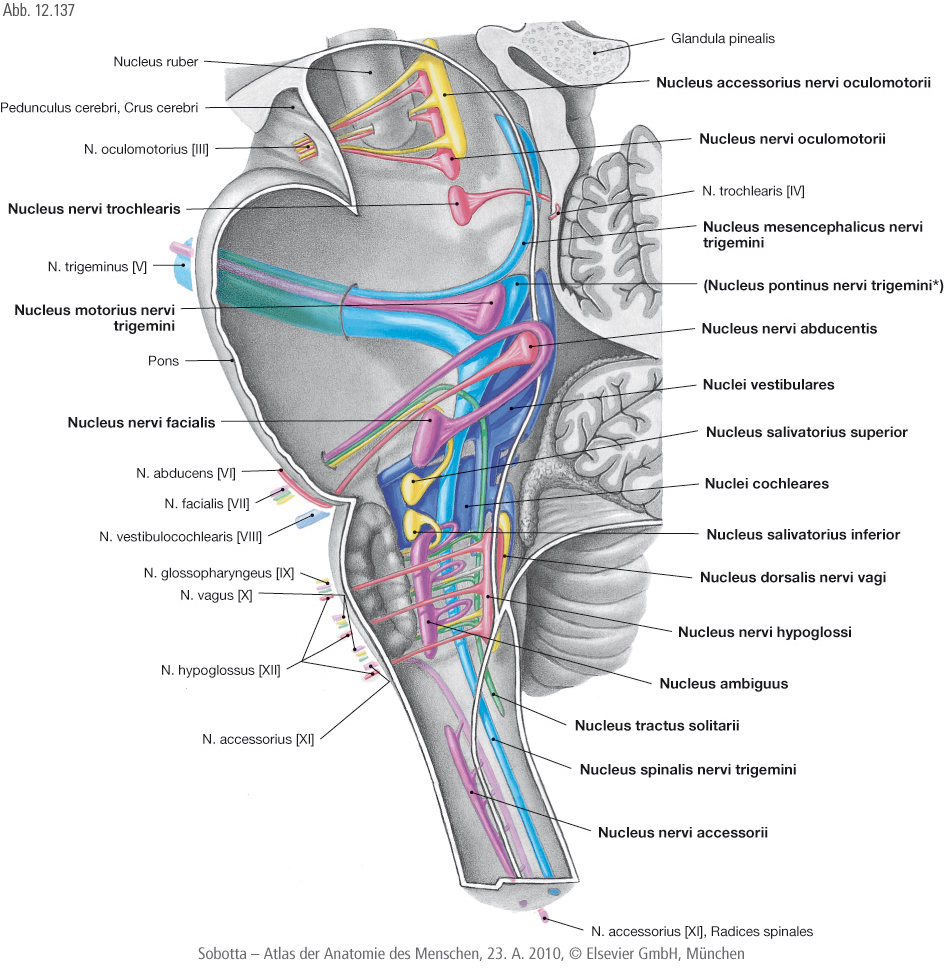 Abb. 12.137
Glandula pinealis
Nucleus ruber
Nucleus accessorius nervi oculomotorii
Pedunculus cerebri, Crus cerebri
Nucleus nervi oculomotorii
N. oculomotorius [III]
N. trochlearis [IV]
Nucleus nervi trochlearis
Nucleus mesencephalicus nervi
trigemini
N. trigeminus [V]
(Nucleus pontinus nervi trigemini*)
Nucleus motorius nervi
trigemini
Nucleus nervi abducentis
Pons
Nuclei vestibulares
Nucleus nervi facialis
Nucleus salivatorius superior
N. abducens [VI]
Nuclei cochleares
N. facialis [VII]
N. vestibulocochlearis [VIII]
Nucleus salivatorius inferior
N. glossopharyngeus [IX]
Nucleus dorsalis nervi vagi
N. vagus [X]
Nucleus nervi hypoglossi
N. hypoglossus [XII]
Nucleus ambiguus
Nucleus tractus solitarii
N. accessorius [XI]
Nucleus spinalis nervi trigemini
Nucleus nervi accessorii
N. accessorius [XI], Radices spinales
Sobotta – Atlas der Anatomie des Menschen, 23. A. 2010, © Elsevier GmbH, München